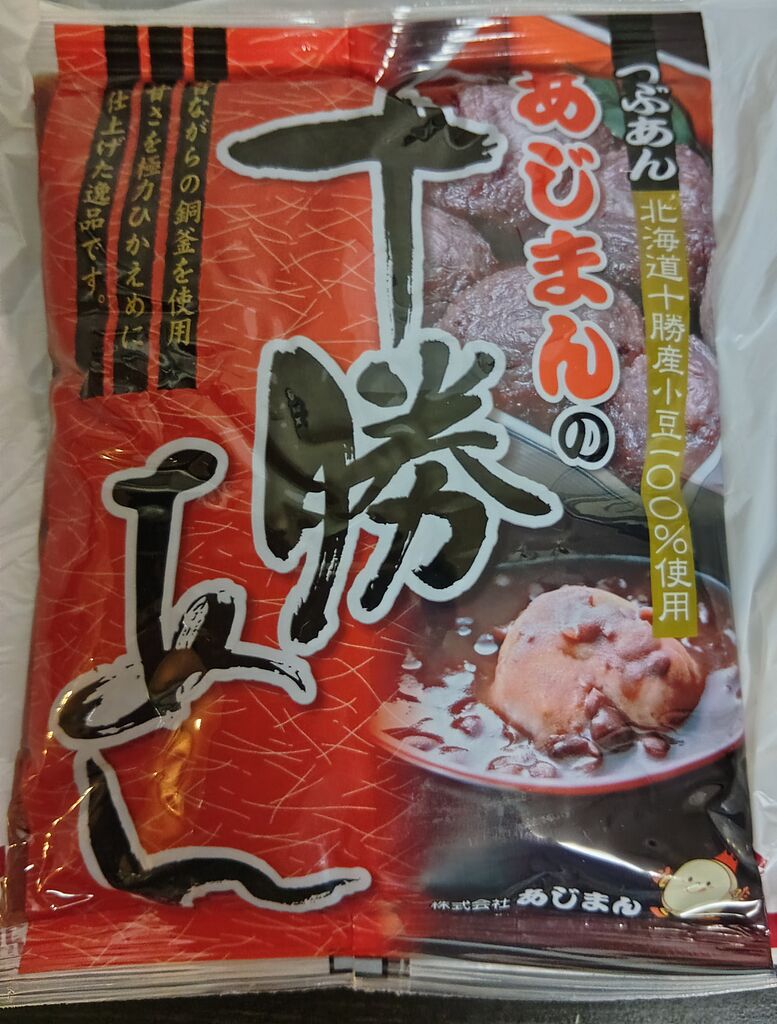 つぶあん
北海道十勝産小豆一〇〇％使用
あじまんの
十勝
あん
昔ながらの銅釜を使用
甘さを極力ひかえめに
仕上げた逸品です。
株式会社 あじまん